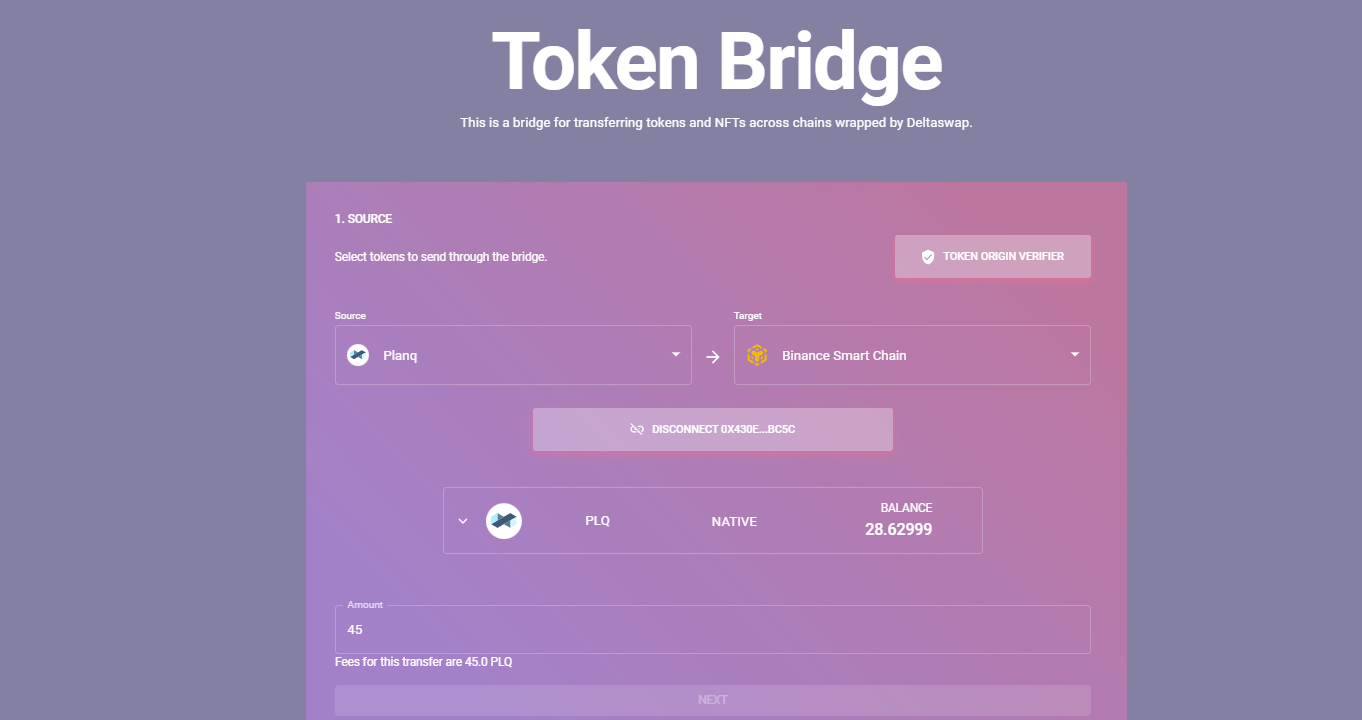 Token Bridge
This is a bridge for transferring tokens and NFTs across chains wrapped by Deltaswap.
1. SOURCE
Select tokens to send through the bridge.
TOKEN ORIGIN VERIFIER
Source
Target
Planq
Binance Smart Chain
DISCONNECT 0X430E...BC5C
PLQ
NATIVE
BALANCE
28.62999
Amount
45
Fees for this transfer are 45.0 PLQ
NEXT